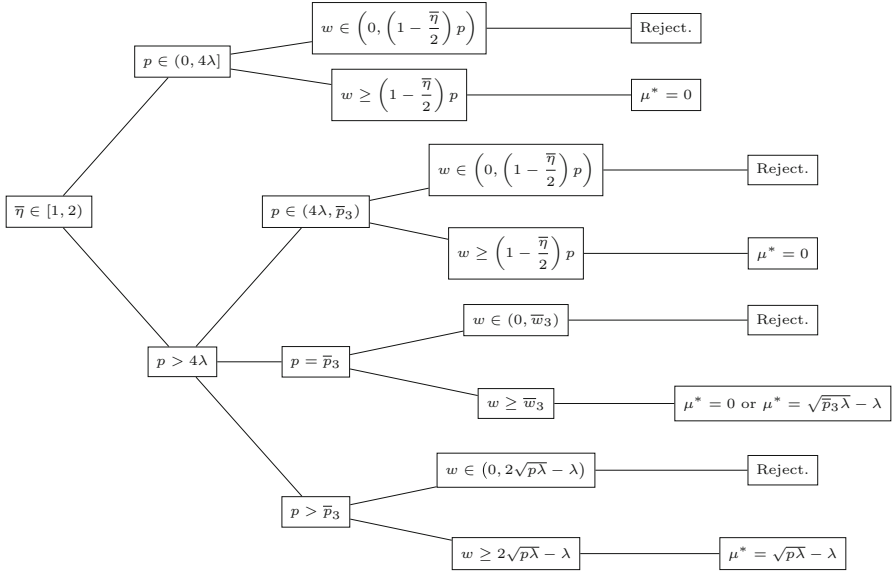 w ∈ (0, (1 − η̅/2) p)
Reject.
p ∈ (0, 4λ]
w ≥ (1 − η̅/2) p
μ* = 0
w ∈ (0, (1 − η̅/2) p)
Reject.
η̅ ∈ [1, 2)
p ∈ (4λ, p̅₃)
w ≥ (1 − η̅/2) p
μ* = 0
w ∈ (0, w̅₃)
Reject.
p > 4λ
p = p̅₃
w ≥ w̅₃
μ* = 0 or μ* = √(p̅₃λ) − λ
w ∈ (0, 2√(pλ) − λ)
Reject.
p > p̅₃
w ≥ 2√(pλ) − λ
μ* = √(pλ) − λ